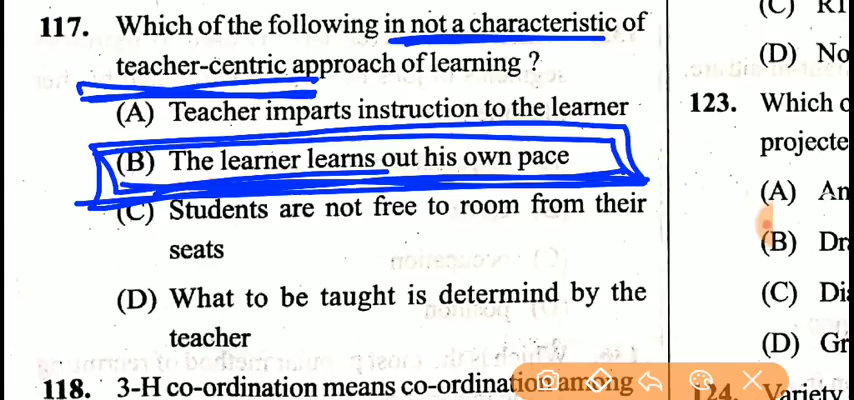 117. Which of the following in not a characteristic of
teacher-centric approach of learning ?
(A) Teacher imparts instruction to the learner
(B) The learner learns out his own pace
(C) Students are not free to room from their
seats
(D) What to be taught is determind by the
teacher
118. 3-H co-ordination means co-ordination among
(C)
(D) No
123. Which
projecte
(A) An
(B) Dr
(C) Di
(D) Gr
124. Variety